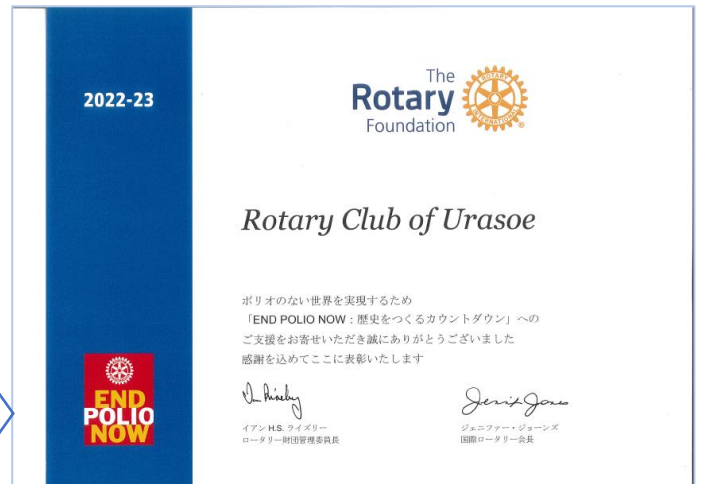 2022-23
The
Rotary
Foundation
ROTARY
INTERNATIONAL
Rotary Club of Urasoe
ポリオのない世界を実現するため
「END POLIO NOW：歴史をつくるカウントダウン」への
ご支援をお寄せいただき誠にありがとうございました
感謝を込めてここに表彰いたします
イアン H.S. ライズリー
ロータリー財団管理委員長
ジェニファー・ジョーンズ
国際ロータリー会長
END
POLIO
NOW